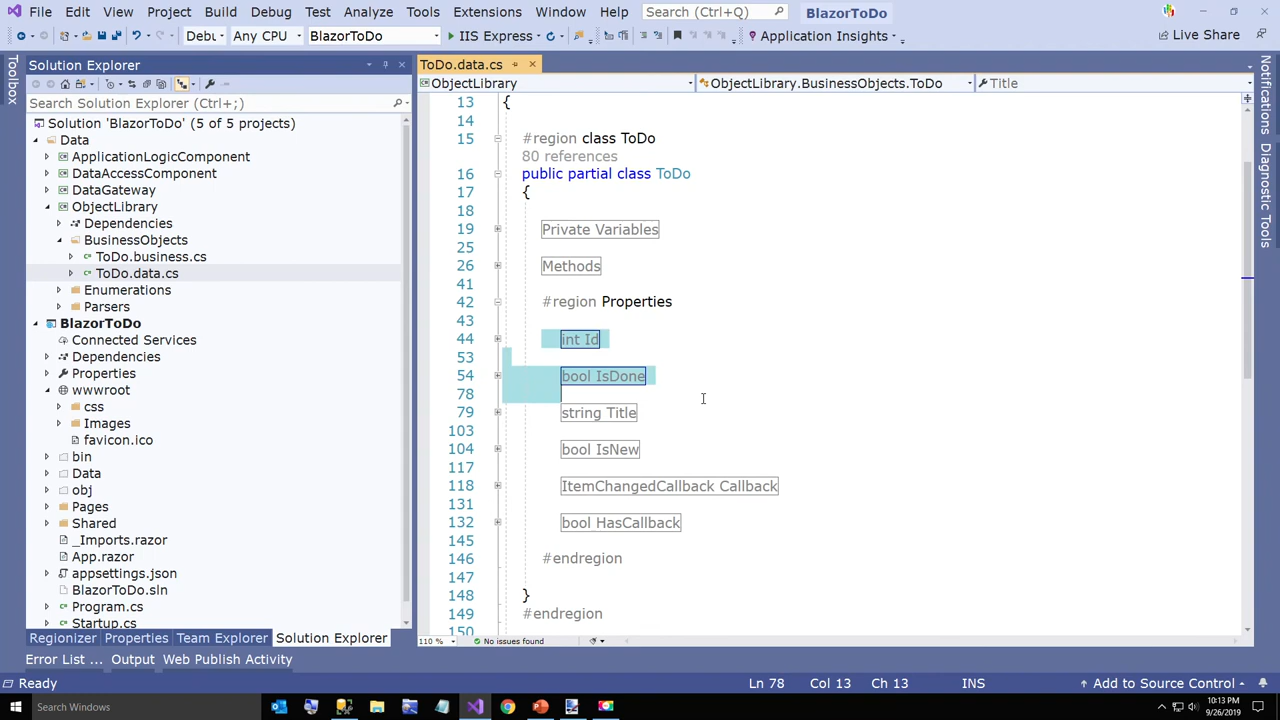 File Edit View Project Build Debug Test Analyze Tools Extensions Window Help Search (Ctrl+Q) BlazorToDo
Debu Any CPU BlazorToDo IIS Express Application Insights Live Share
Toolbox
Solution Explorer
Search Solution Explorer (Ctrl+;)
Solution 'BlazorToDo' (5 of 5 projects)
Data
ApplicationLogicComponent
DataAccessComponent
DataGateway
ObjectLibrary
Dependencies
BusinessObjects
ToDo.business.cs
ToDo.data.cs
Enumerations
Parsers
BlazorToDo
Connected Services
Dependencies
Properties
wwwroot
css
Images
favicon.ico
bin
Data
obj
Pages
Shared
_Imports.razor
App.razor
appsettings.json
BlazorToDo.sln
Program.cs
Startup.cs
Regionizer Properties Team Explorer Solution Explorer
ToDo.data.cs
ObjectLibrary ObjectLibrary.BusinessObjects.ToDo Title
13 {
14
15 #region class ToDo
80 references
16 public partial class ToDo
17 {
18
19 Private Variables
25
26 Methods
41
42 #region Properties
43
44 int Id
53
54 bool IsDone
78
79 string Title
103
104 bool IsNew
117
118 ItemChangedCallback Callback
131
132 bool HasCallback
145
146 #endregion
147
148 }
149 #endregion
150
110 % No issues found
Notifications
Diagnostic Tools
Error List ... Output Web Publish Activity
Ready Ln 78 Col 13 Ch 13 INS Add to Source Control
Search Windows
10:13 PM
9/26/2019